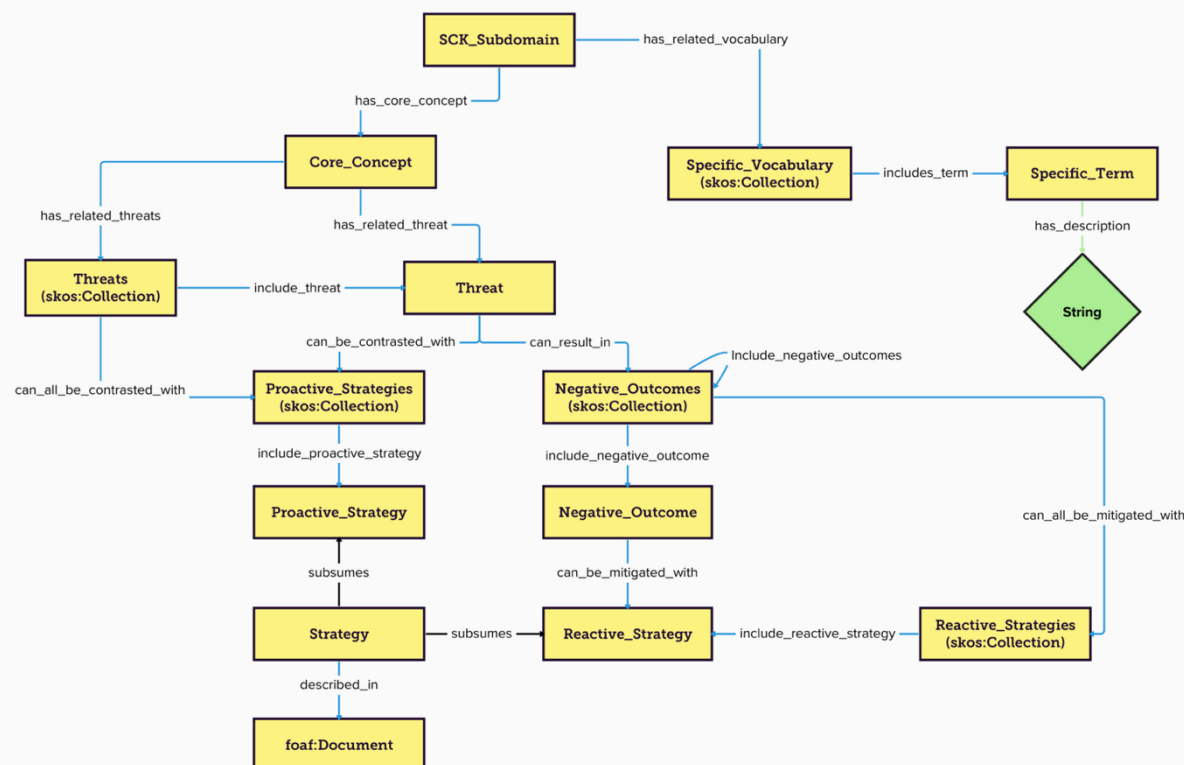 SCK_Subdomain
has_related_vocabulary
has_core_concept
Core_Concept
Specific_Vocabulary
(skos:Collection)
includes_term
Specific_Term
has_related_threats
has_related_threat
has_description
Threats
(skos:Collection)
include_threat
Threat
String
can_be_contrasted_with
can_result_in
Include_negative_outcomes
can_all_be_contrasted_with
Proactive_Strategies
(skos:Collection)
Negative_Outcomes
(skos:Collection)
include_proactive_strategy
include_negative_outcome
Proactive_Strategy
Negative_Outcome
can_all_be_mitigated_with
subsumes
can_be_mitigated_with
Strategy
subsumes
Reactive_Strategy
include_reactive_strategy
Reactive_Strategies
(skos:Collection)
described_in
foaf:Document